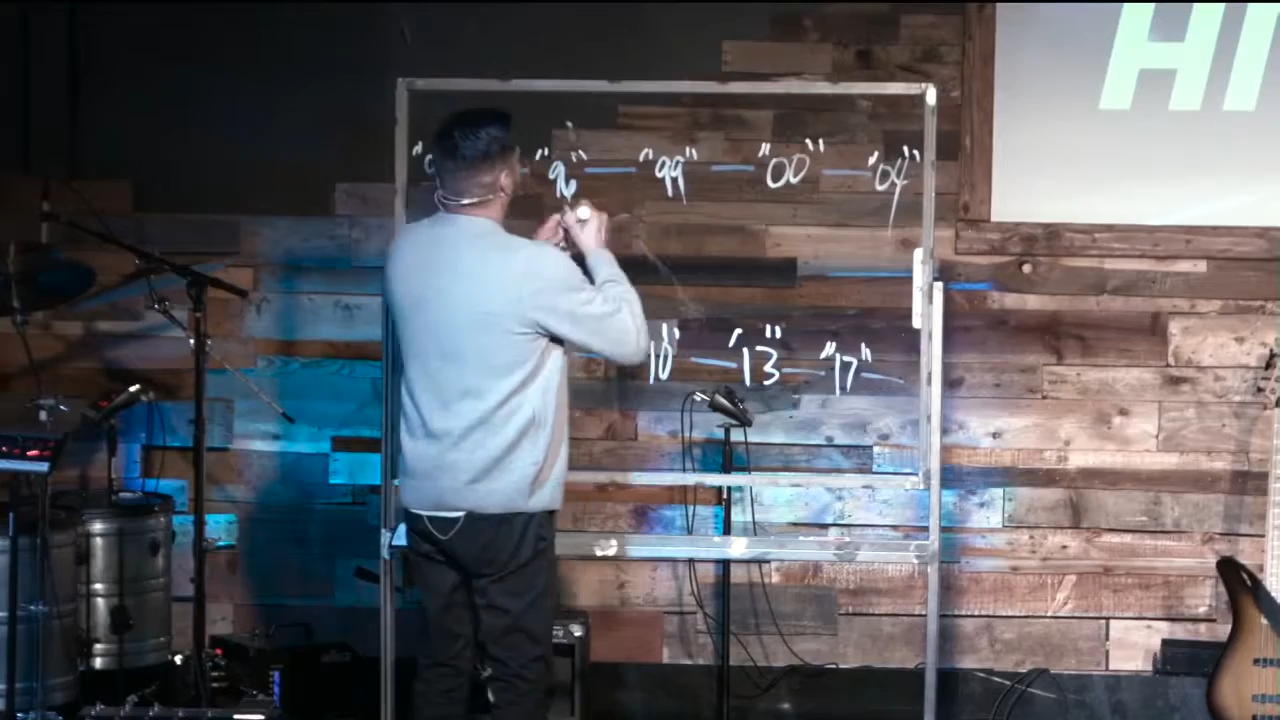 HI
"96" — "99" — "00" — "04"
10" — "13" — "17" —